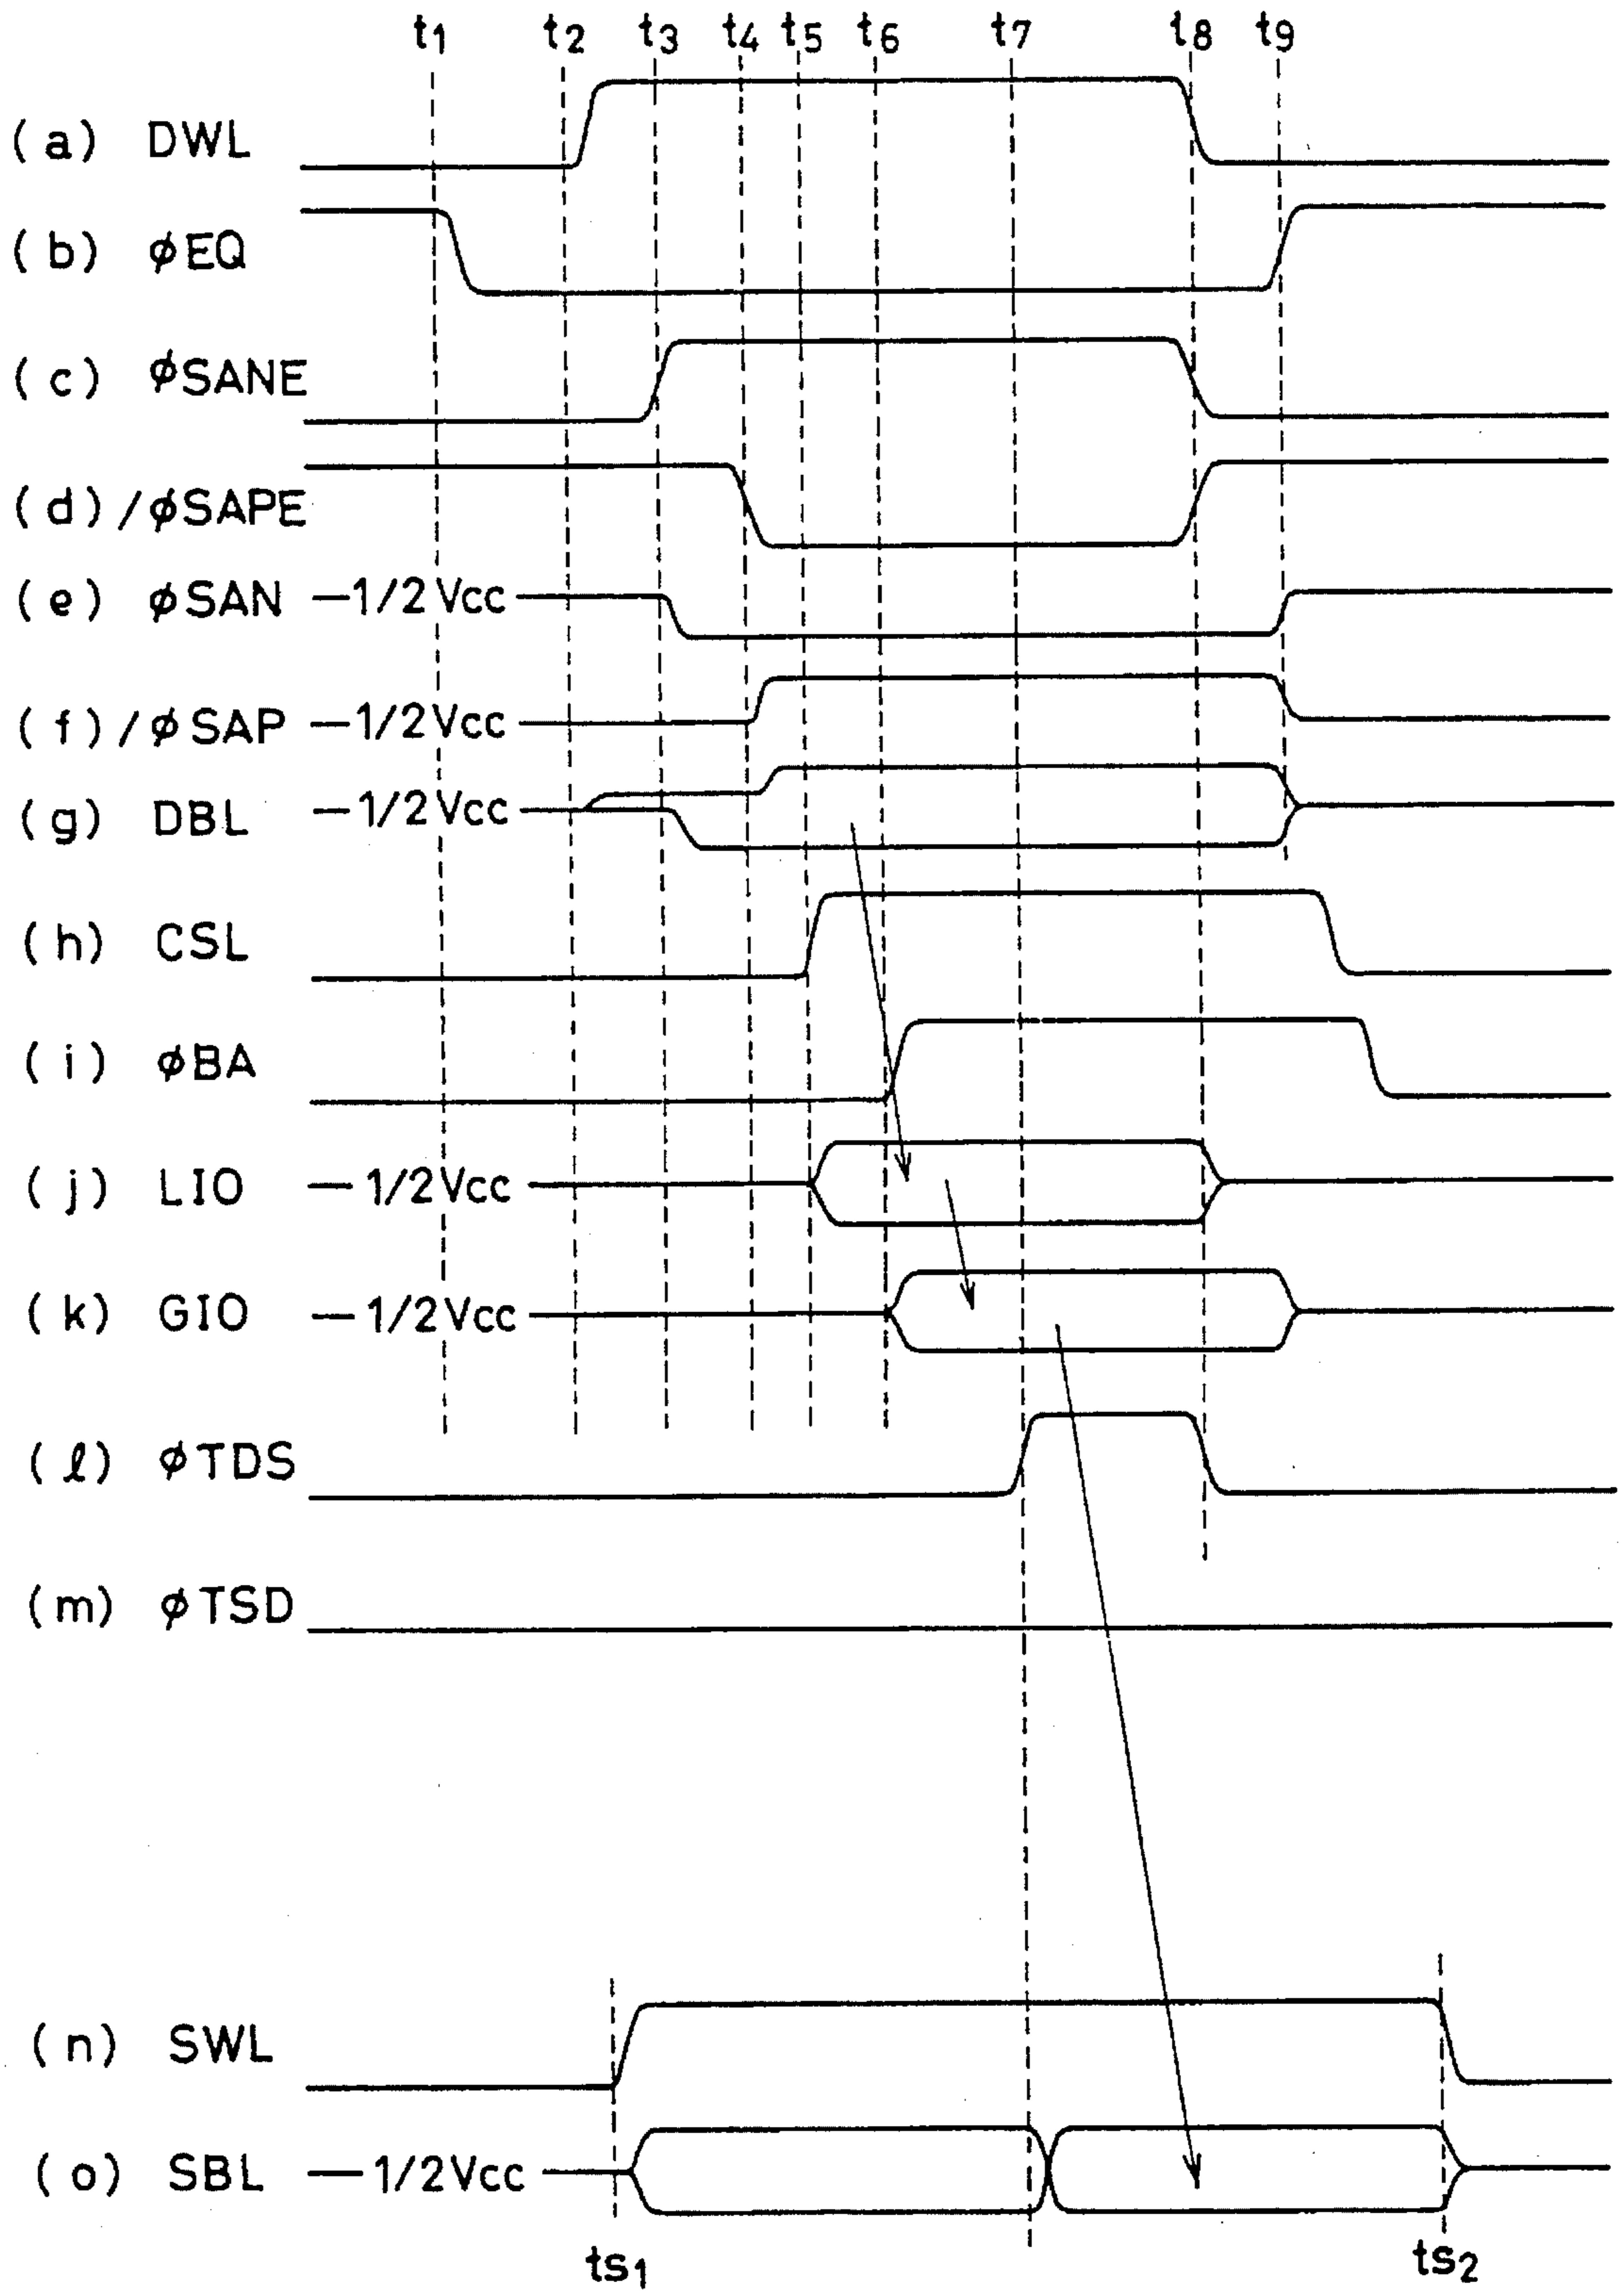 t1 t2 t3 t4 t5 t6 t7 t8 t9
(a) DWL
(b) φEQ
(c) φSANE
(d) /φSAPE
(e) φSAN —1/2Vcc
(f) /φSAP —1/2Vcc
(g) DBL —1/2Vcc
(h) CSL
(i) φBA
(j) LIO —1/2Vcc
(k) GIO —1/2Vcc
(ℓ) φTDS
(m) φTSD
(n) SWL
(o) SBL —1/2Vcc
ts1 ts2